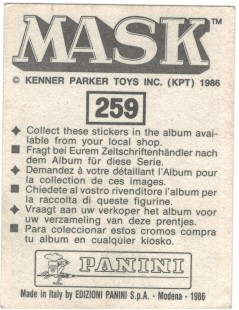 MASK™
© KENNER PARKER TOYS INC. (KPT) 1986
259
Collect these stickers in the album avai-
lable from your local shop.
Fragt bei Eurem Zeitschriftenhändler nach
dem Album für diese Serie.
Demandez à votre détaillant l'Album pour
la collection de ces images.
Chiedete al vostro rivenditore l'album per
la raccolta di queste figurine.
Vraagt aan uw verkoper het album voor
uw verzameling van deze prentjes.
Para coleccionar estos cromos compra
tu album en cualquier kiosko.
PANINI
Made in Italy by EDIZIONI PANINI S.p.A. - Modena - 1986